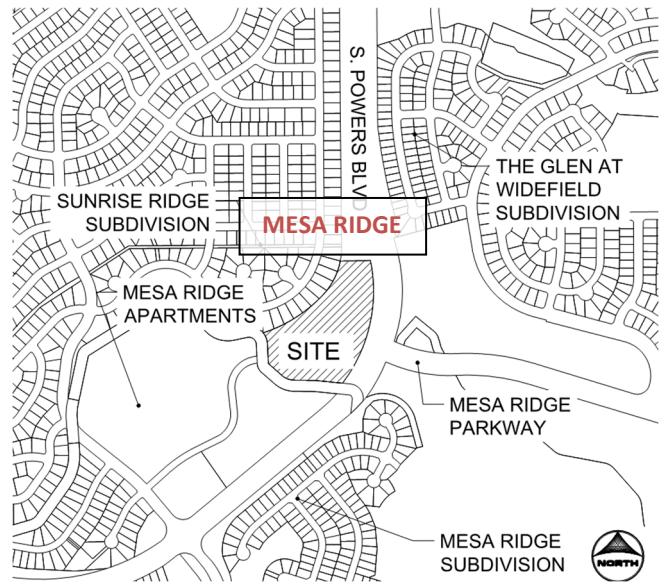 S. POWERS BLVD
THE GLEN AT
WIDEFIELD
SUBDIVISION
SUNRISE RIDGE
SUBDIVISION
MESA RIDGE
MESA RIDGE
APARTMENTS
SITE
MESA RIDGE
PARKWAY
MESA RIDGE
SUBDIVISION
NORTH